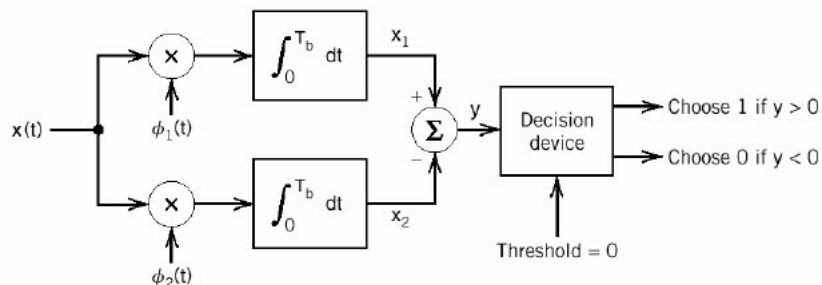 ∫₀^{T_b} dt
x₁
×
+
y
Decision device
Choose 1 if y > 0
x(t)
ϕ₁(t)
Σ
−
Choose 0 if y < 0
∫₀^{T_b} dt
×
x₂
Threshold = 0
ϕ₂(t)